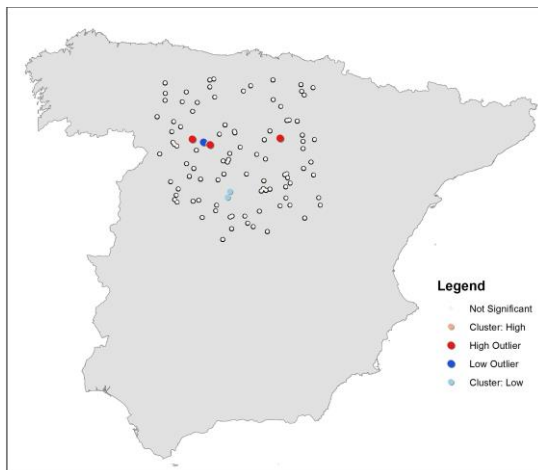 Legend
Not Significant
Cluster: High
High Outlier
Low Outlier
Cluster: Low